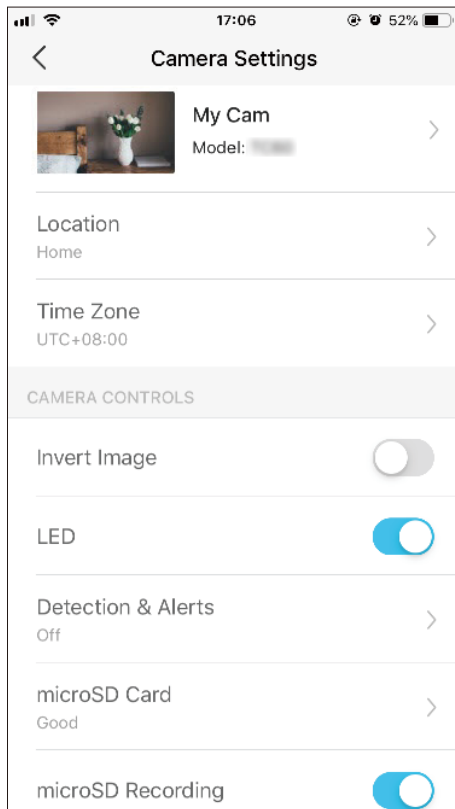 17:06
52%
Camera Settings
My Cam
Model:
Location
Home
Time Zone
UTC+08:00
CAMERA CONTROLS
Invert Image
LED
Detection & Alerts
Off
microSD Card
Good
microSD Recording